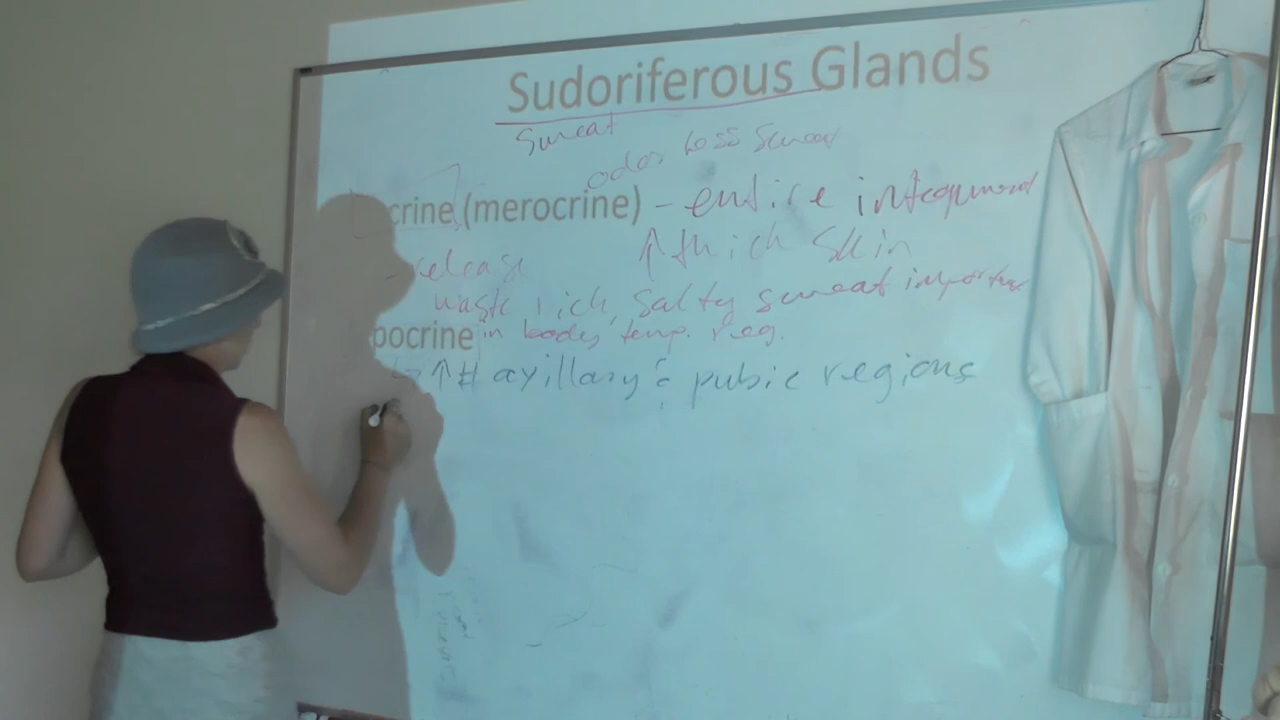 Sudoriferous Glands
Sweat
odor less sweat
crine (merocrine) - entire integument
- release ↑ thick skin
waste rich, salty sweat important
pocrine in body temp. reg.
↳ ↑ # axillary & pubic regions